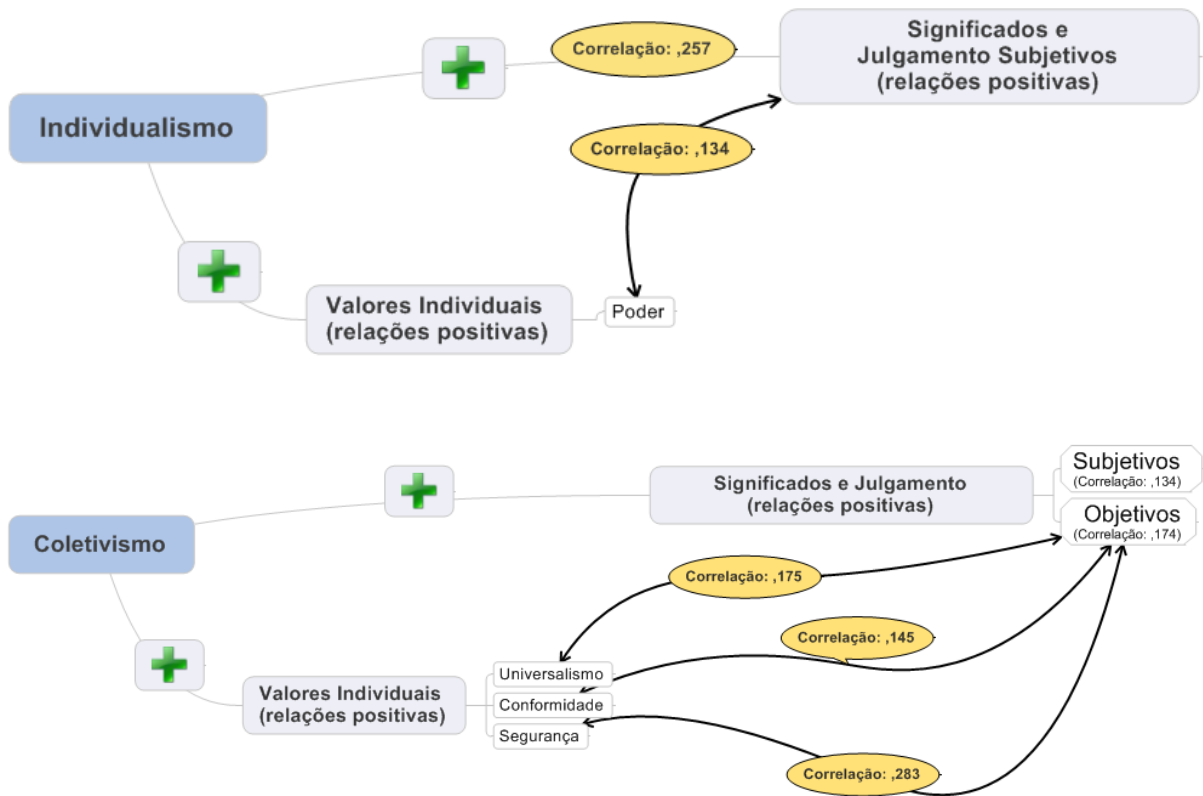 Individualismo
Correlação: ,257
Significados e
Julgamento Subjetivos
(relações positivas)
Correlação: ,134
Valores Individuais
(relações positivas)
Poder
Coletivismo
Significados e Julgamento
(relações positivas)
Subjetivos
(Correlação: ,134)
Objetivos
(Correlação: ,174)
Correlação: ,175
Correlação: ,145
Valores Individuais
(relações positivas)
Universalismo
Conformidade
Segurança
Correlação: ,283